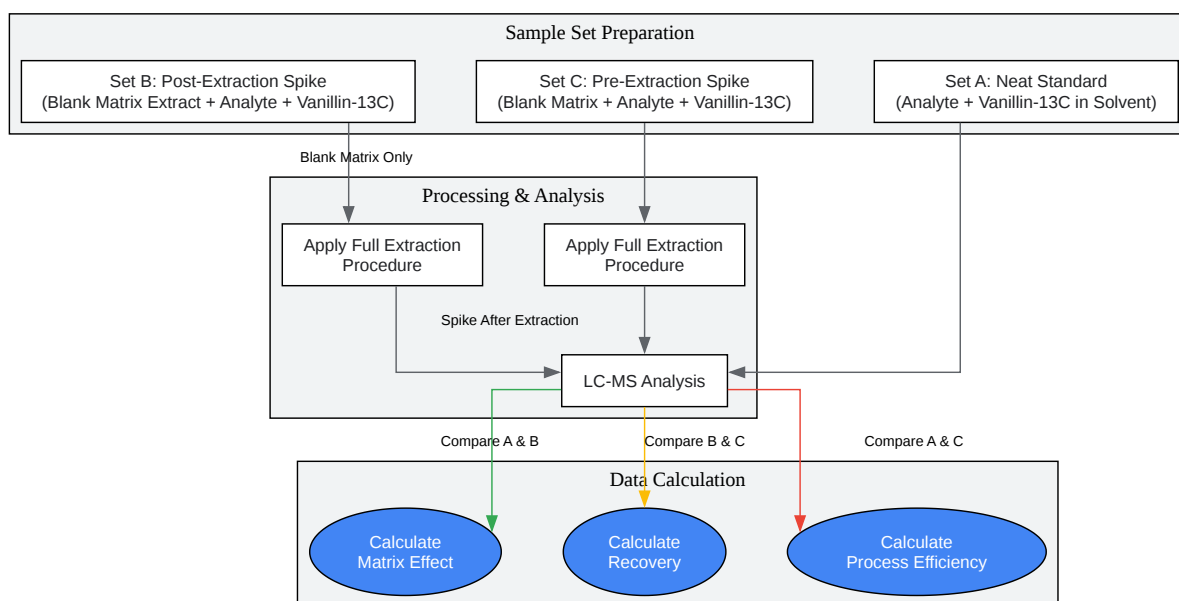 Sample Set Preparation
Set B: Post-Extraction Spike
(Blank Matrix Extract + Analyte + Vanillin-13C)
Set C: Pre-Extraction Spike
(Blank Matrix + Analyte + Vanillin-13C)
Set A: Neat Standard
(Analyte + Vanillin-13C in Solvent)
Blank Matrix Only
Processing & Analysis
Apply Full Extraction
Procedure
Apply Full Extraction
Procedure
Spike After Extraction
LC-MS Analysis
Compare A & B
Compare B & C
Compare A & C
Data Calculation
Calculate
Matrix Effect
Calculate
Recovery
Calculate
Process Efficiency